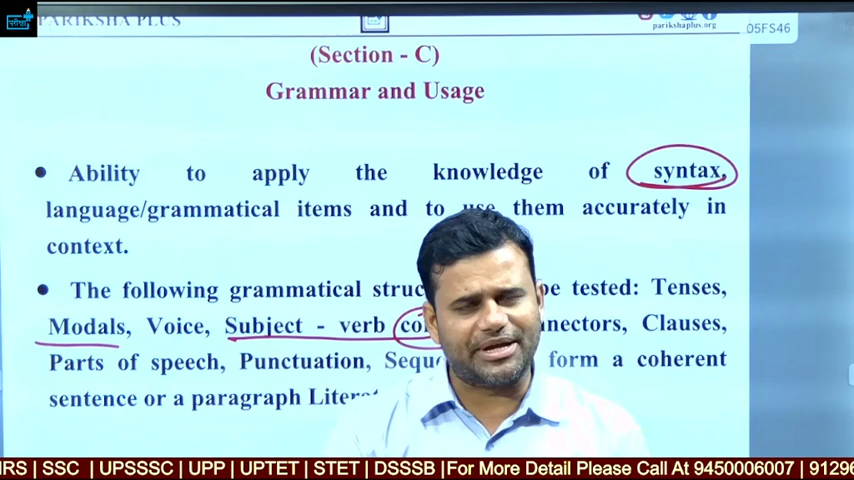 परीक्षा
PARIKSHA PLUS
parikshaplus.org
05FS46
(Section - C)
Grammar and Usage
• Ability to apply the knowledge of syntax,
language/grammatical items and to use them accurately in
context.
• The following grammatical struc be tested: Tenses,
Modals, Voice, Subject - verb co nnectors, Clauses,
Parts of speech, Punctuation, Seque form a coherent
sentence or a paragraph Literat
IRS | SSC | UPSSSC | UPP | UPTET | STET | DSSSB |For More Detail Please Call At 9450006007 | 9129